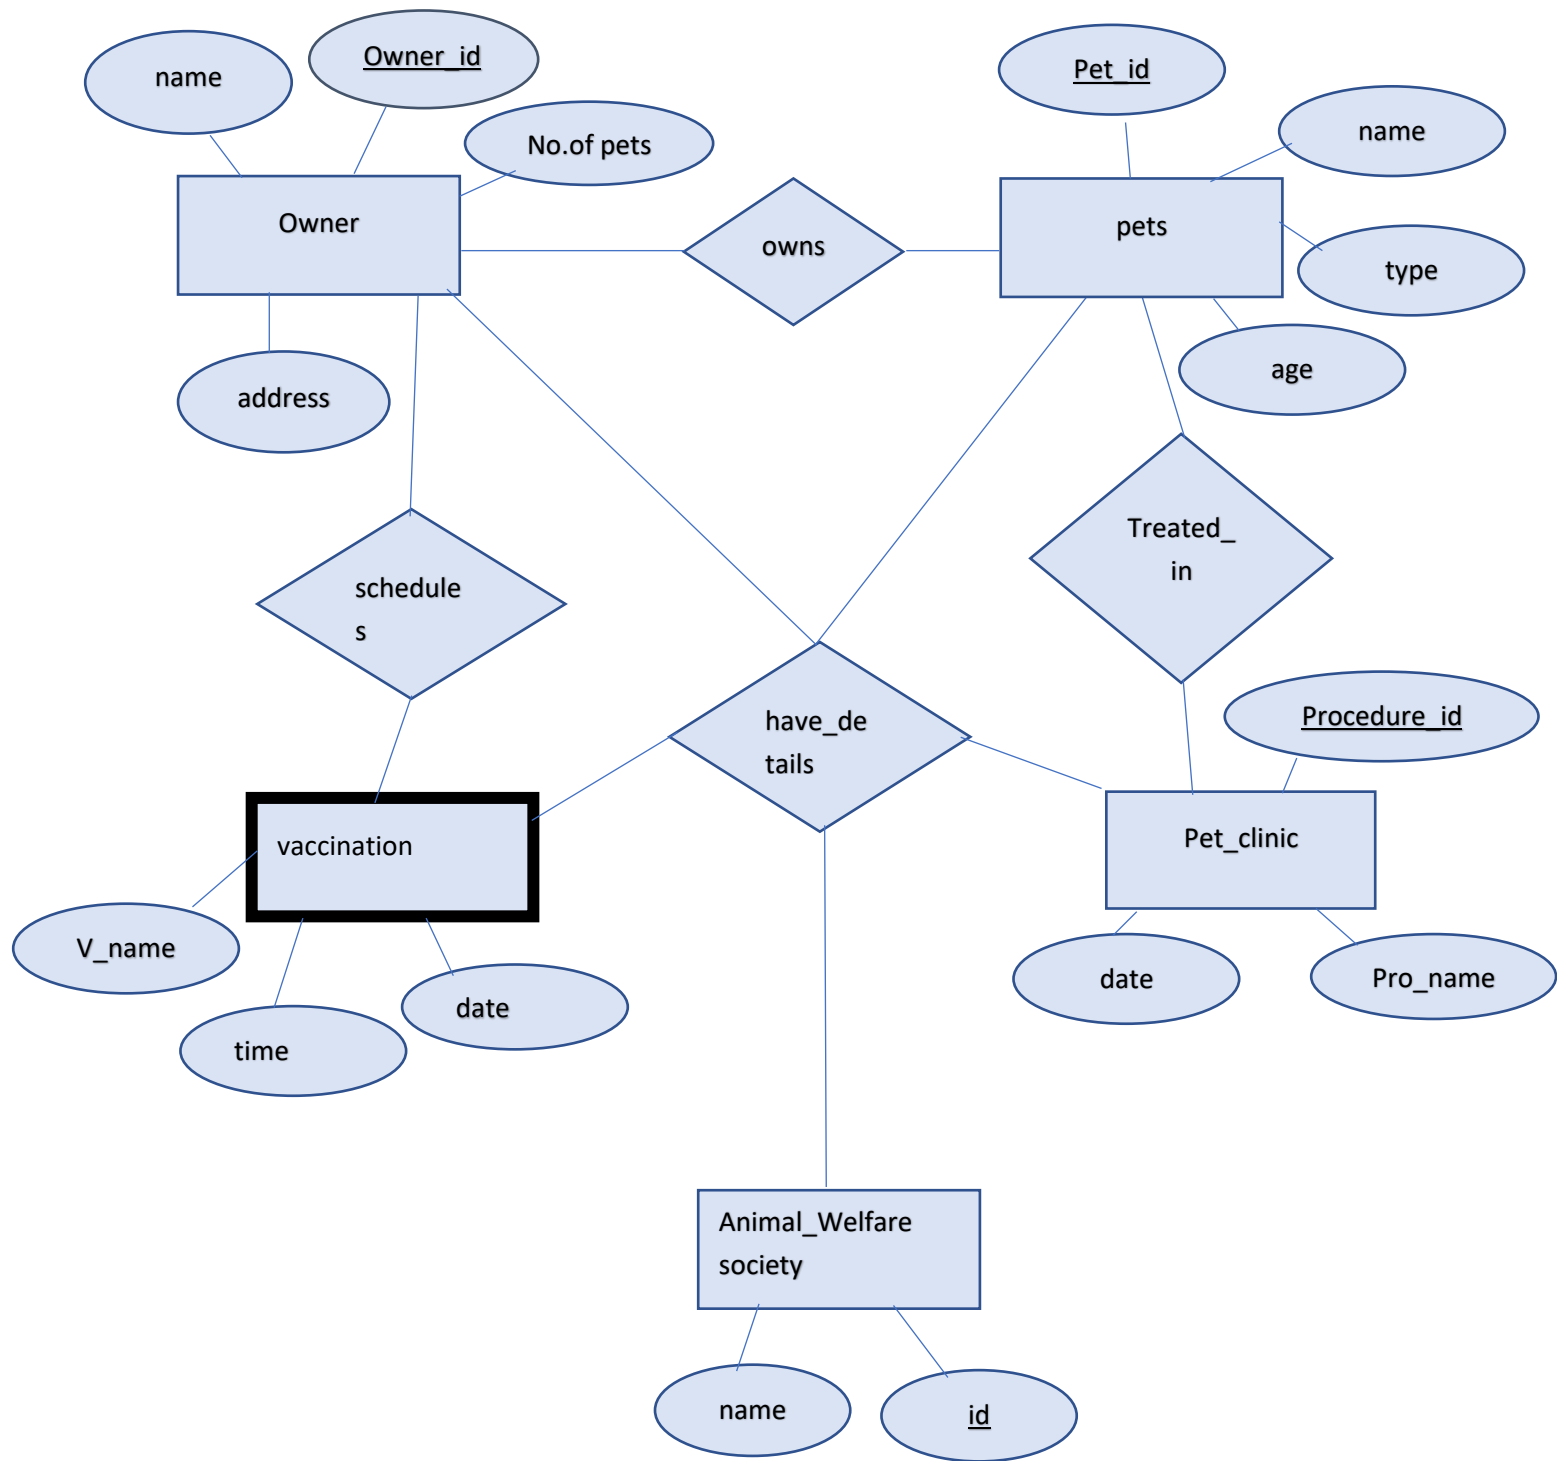 name
Owner_id
No.of pets
Pet_id
name
Owner
owns
pets
type
address
age
schedule
s
Treated_
in
have_de
tails
Procedure_id
vaccination
Pet_clinic
V_name
time
date
date
Pro_name
Animal_Welfare
society
name
id